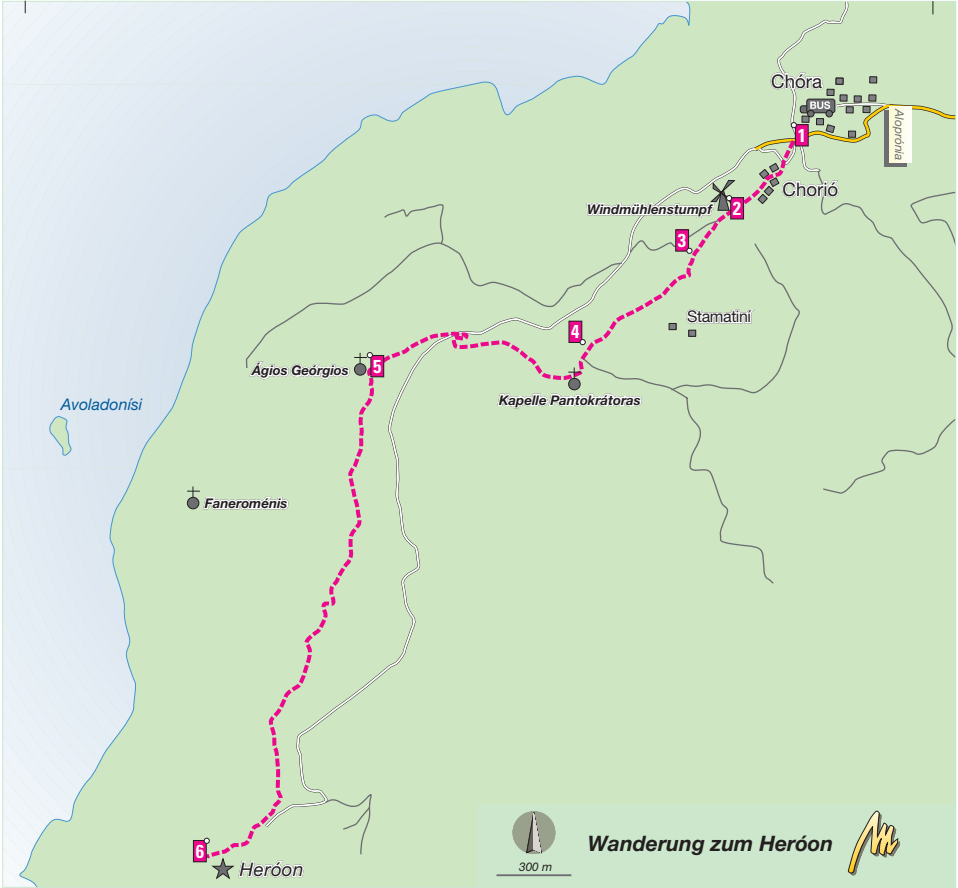 Chóra
BUS
1
Aloprónia
Chorió
Windmühlenstumpf
2
3
Stamatiní
4
5
Ágios Geórgios
Kapelle Pantokrátoras
Avoladonísi
Faneroménis
6
Heróon
300 m
Wanderung zum Heróon